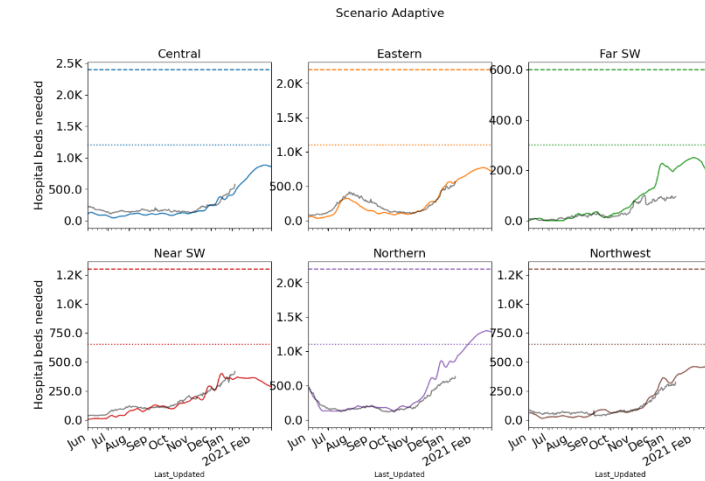 Scenario Adaptive
Central
Eastern
Far SW
Hospital beds needed
2.5K
2.0K
1.5K
1.0K
500.0
0.0
2.0K
1.5K
1.0K
500.0
0.0
600.0
400.0
200.0
0.0
Near SW
Northern
Northwest
Hospital beds needed
1.2K
1.0K
750.0
500.0
250.0
0.0
2.0K
1.5K
1.0K
500.0
0.0
1.2K
1.0K
750.0
500.0
250.0
0.0
Jun Jul Aug Sep Oct Nov Dec Jan 2021 Feb
Jun Jul Aug Sep Oct Nov Dec Jan 2021 Feb
Jun Jul Aug Sep Oct Nov Dec Jan 2021 Feb
Last_Updated
Last_Updated
Last_Updated